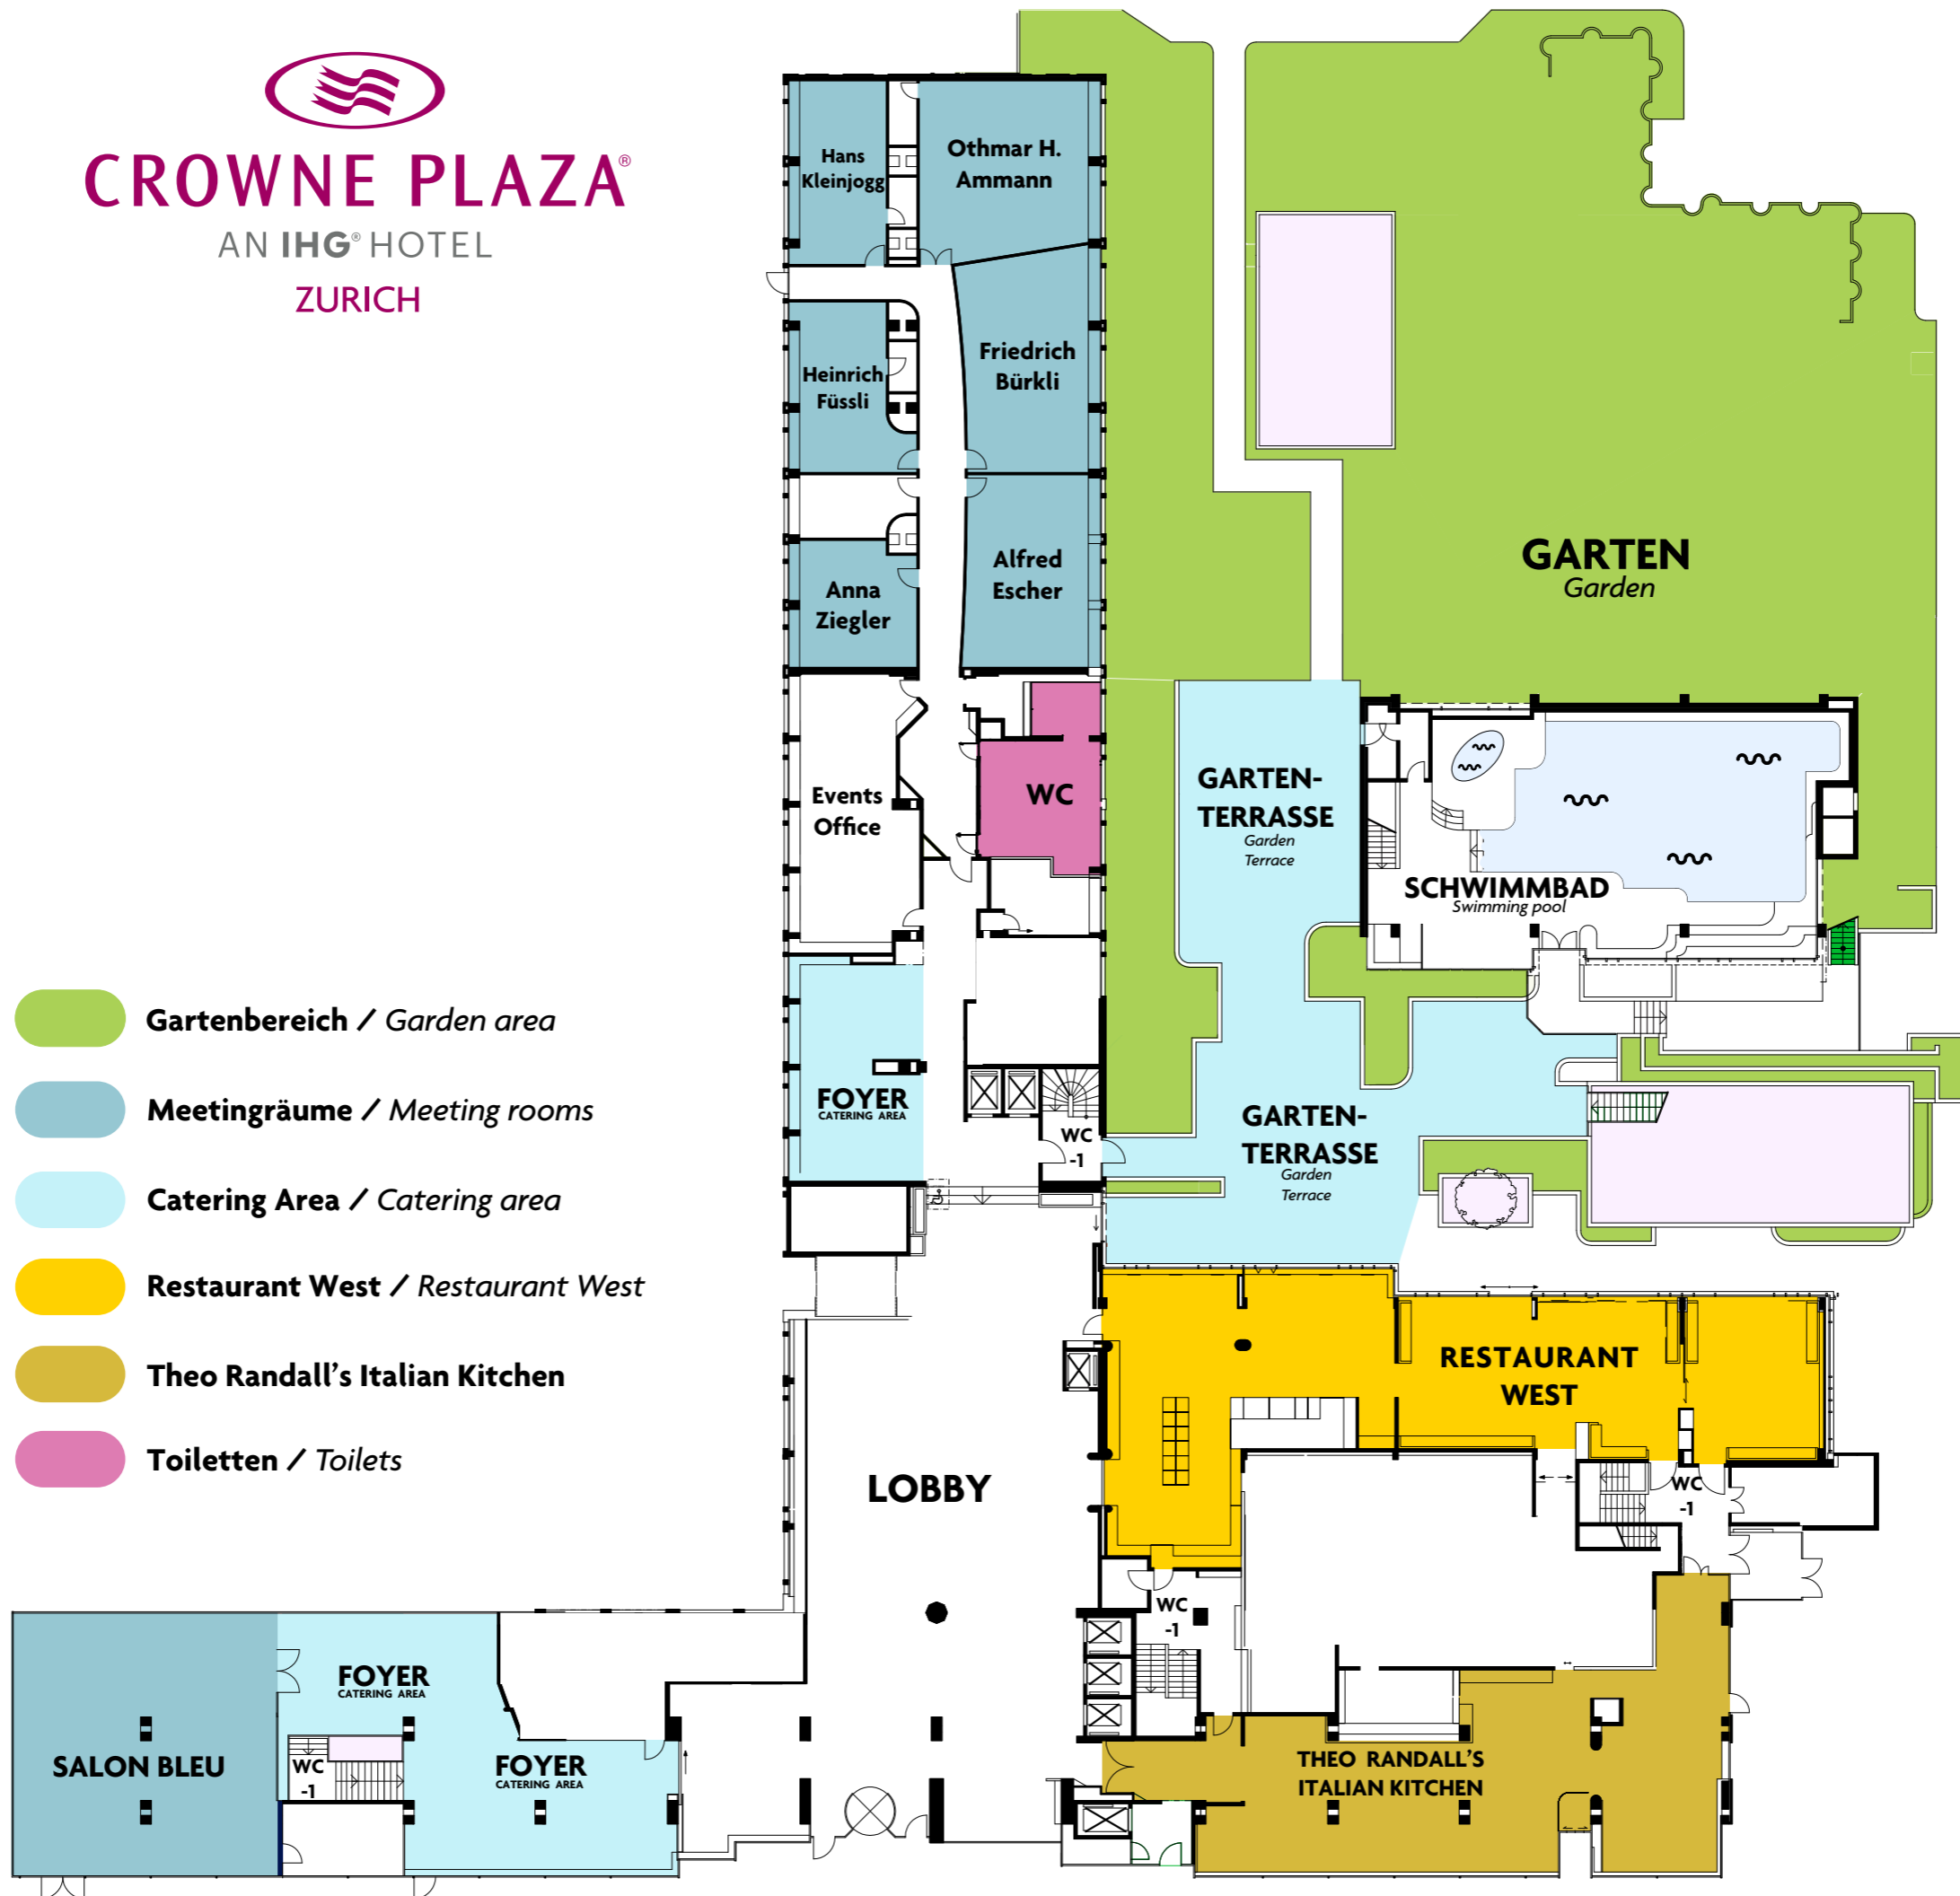 CROWNE PLAZA®
AN IHG® HOTEL
ZURICH
Hans
Kleinjogg
Othmar H.
Ammann
Friedrich
Bürkli
Heinrich
Füssli
Alfred
Escher
Anna
Ziegler
GARTEN
Garden
Events
Office
WC
GARTEN-
TERRASSE
Garden
Terrace
SCHWIMMBAD
Swimming pool
FOYER
CATERING AREA
WC
-1
GARTEN-
TERRASSE
Garden
Terrace
Gartenbereich / Garden area
Meetingräume / Meeting rooms
Catering Area / Catering area
Restaurant West / Restaurant West
Theo Randall's Italian Kitchen
Toiletten / Toilets
RESTAURANT
WEST
LOBBY
WC
-1
WC
-1
FOYER
CATERING AREA
SALON BLEU
WC
-1
FOYER
CATERING AREA
THEO RANDALL'S
ITALIAN KITCHEN